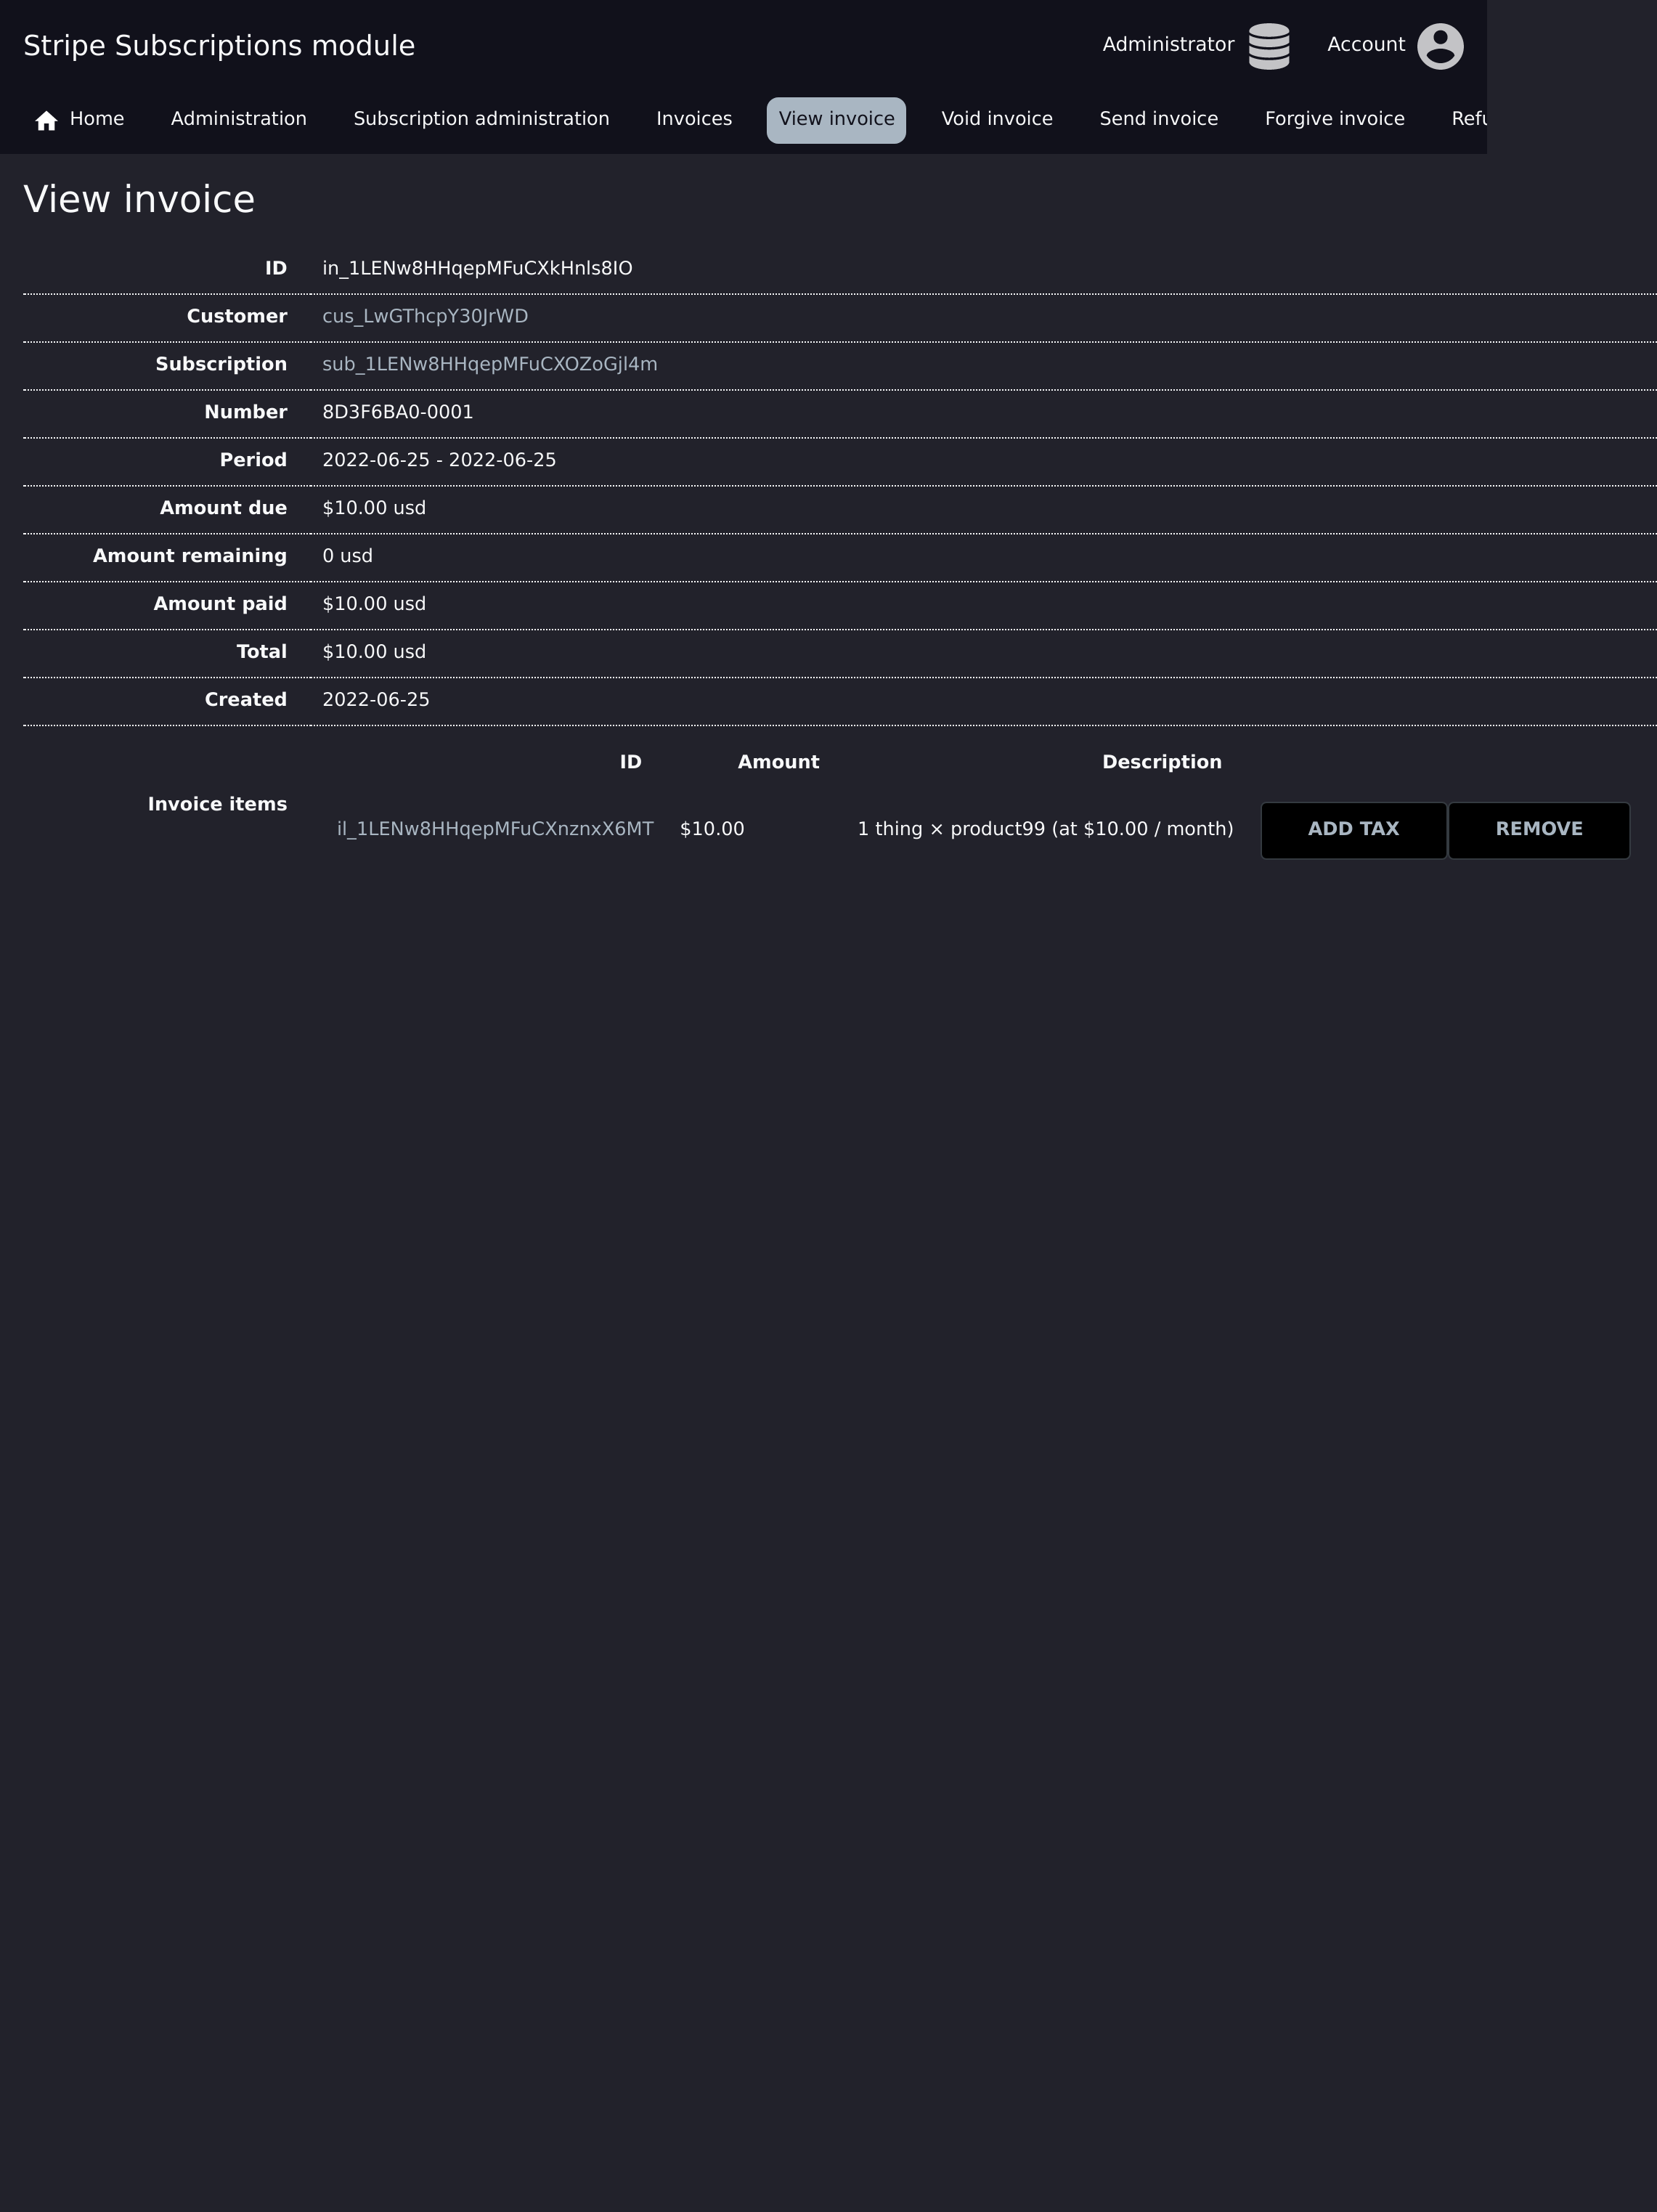 Stripe Subscriptions module
Administrator
Account
Home Administration Subscription administration Invoices View invoice Void invoice Send invoice Forgive invoice Refu
View invoice
ID in_1LENw8HHqepMFuCXkHnls8IO
Customer cus_LwGThcpY30JrWD
Subscription sub_1LENw8HHqepMFuCXOZoGjl4m
Number 8D3F6BA0-0001
Period 2022-06-25 - 2022-06-25
Amount due $10.00 usd
Amount remaining 0 usd
Amount paid $10.00 usd
Total $10.00 usd
Created 2022-06-25
ID Amount Description
Invoice items
il_1LENw8HHqepMFuCXnznxX6MT $10.00 1 thing × product99 (at $10.00 / month) ADD TAX REMOVE